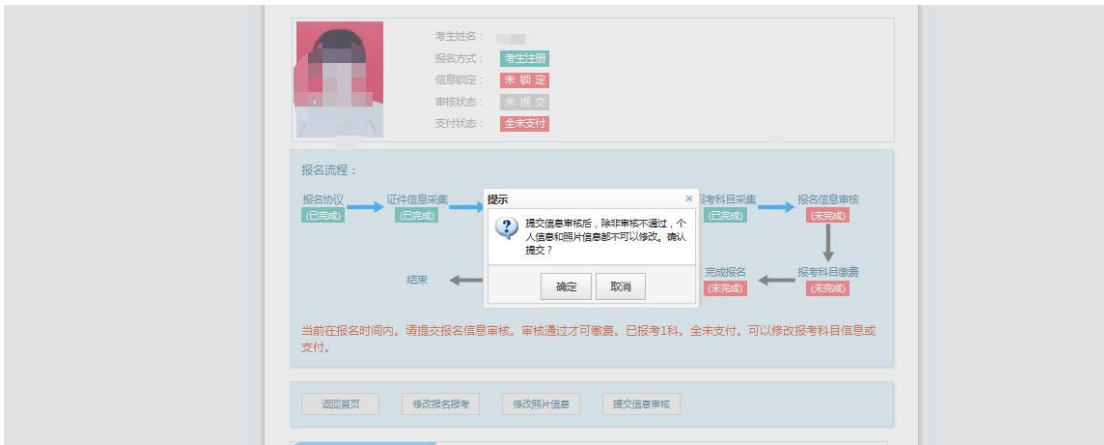 考生姓名：
报名方式： 考生注册
信息锁定： 未 锁 定
审核状态： 未 提 交
支付状态： 全未支付
报名流程：
报名协议
(已完成)
证件信息采集
(已完成)
报考科目采集
(已完成)
报名信息审核
(未完成)
提示
提交信息审核后，除非审核不通过，个
人信息和照片信息都不可以修改。确认
提交？
确定 取消
结束
完成报名
(未完成)
报考科目缴费
(未完成)
当前在报名时间内。请提交报名信息审核。审核通过才可缴费。已报考1科。全未支付。可以修改报考科目信息或
支付。
返回首页 修改报名报考 修改照片信息 提交信息审核